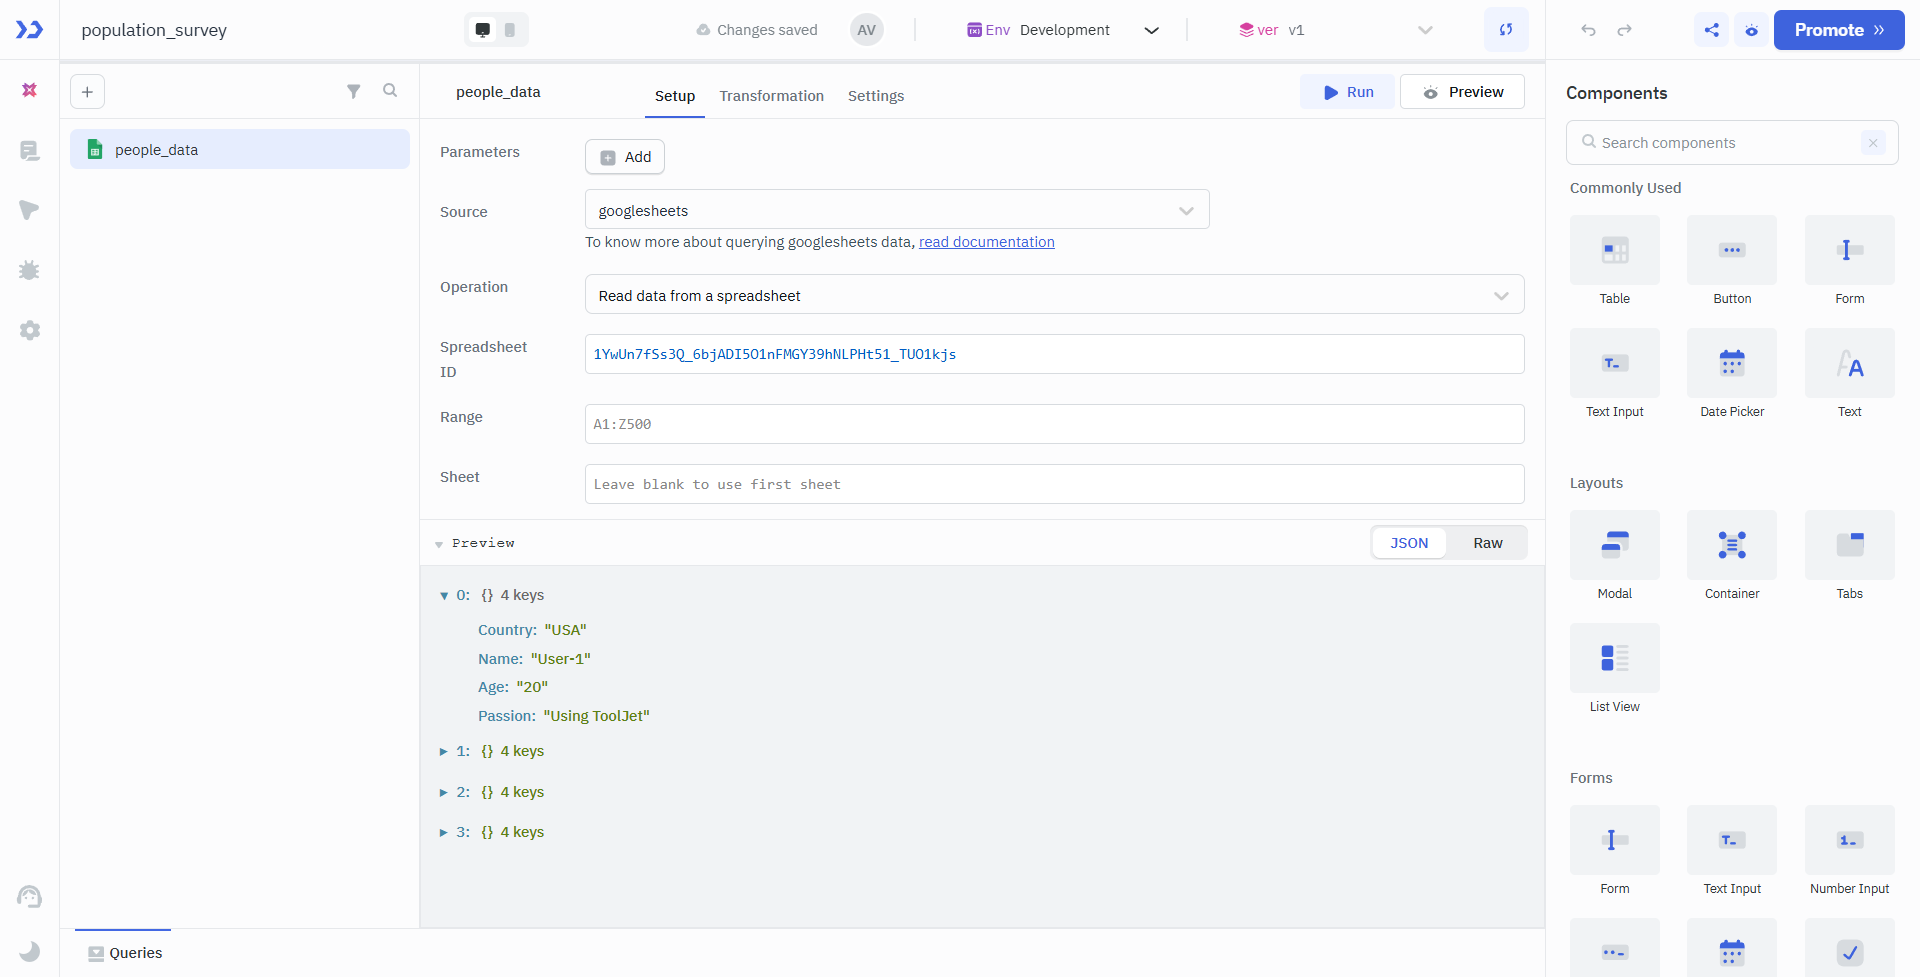 population_survey
Changes saved
AV
Env Development
ver v1
Promote
people_data
people_data
Setup
Transformation
Settings
Run
Preview
Parameters
Add
Source
googlesheets
To know more about querying googlesheets data, read documentation
Operation
Read data from a spreadsheet
Spreadsheet
ID
1YwUn7fSs3Q_6bjADI5O1nFMGY39hNLPHt51_TUO1kjs
Range
A1:Z500
Sheet
Leave blank to use first sheet
Preview
JSON
Raw
0: {} 4 keys
Country: "USA"
Name: "User-1"
Age: "20"
Passion: "Using ToolJet"
1: {} 4 keys
2: {} 4 keys
3: {} 4 keys
Queries
Components
Search components
Commonly Used
Table
Button
Form
Text Input
Date Picker
Text
Layouts
Modal
Container
Tabs
List View
Forms
Form
Text Input
Number Input